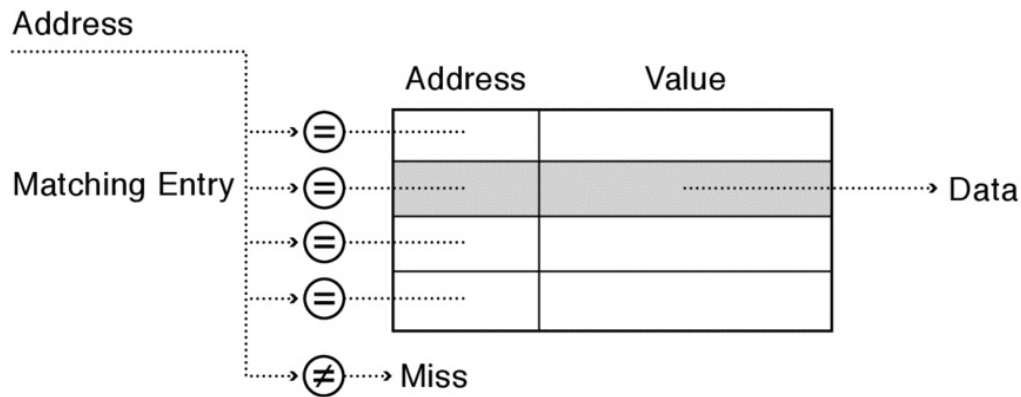 Address
Address Value
=
Matching Entry = Data
=
=
≠ Miss